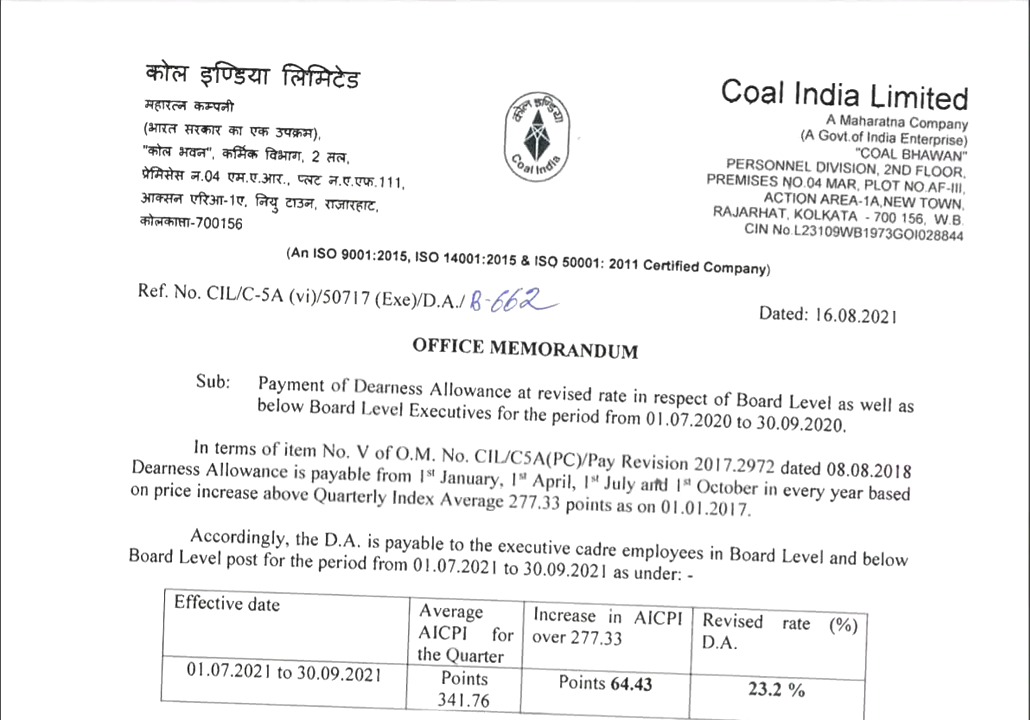 कोल इण्डिया लिमिटेड
महारत्न कम्पनी
(भारत सरकार का एक उपक्रम),
"कोल भवन", कर्मिक विभाग, 2 सल,
प्रेमिसेस न.04 एम.ए.आर., प्लट न.ए.एफ.111,
आक्सन एरिआ-1ए, नियु टाउन, राजारहाट,
कोलकात्ता-700156
कोल इण्डिया
Coal India
Coal India Limited
A Maharatna Company
(A Govt.of India Enterprise)
"COAL BHAWAN"
PERSONNEL DIVISION, 2ND FLOOR,
PREMISES NO.04 MAR, PLOT NO.AF-III,
ACTION AREA-1A,NEW TOWN,
RAJARHAT, KOLKATA - 700 156, W.B.
CIN No.L23109WB1973GOI028844
(An ISO 9001:2015, ISO 14001:2015 & ISO 50001: 2011 Certified Company)
Ref. No. CIL/C-5A (vi)/50717 (Exe)/D.A./ B-662
Dated: 16.08.2021
OFFICE MEMORANDUM
Sub: Payment of Dearness Allowance at revised rate in respect of Board Level as well as
below Board Level Executives for the period from 01.07.2020 to 30.09.2020.
In terms of item No. V of O.M. No. CIL/C5A(PC)/Pay Revision 2017.2972 dated 08.08.2018
Dearness Allowance is payable from 1st January, 1st April, 1st July and 1st October in every year based
on price increase above Quarterly Index Average 277.33 points as on 01.01.2017.
Accordingly, the D.A. is payable to the executive cadre employees in Board Level and below
Board Level post for the period from 01.07.2021 to 30.09.2021 as under: -
Effective date
Average
AICPI for
the Quarter
Increase in AICPI
over 277.33
Revised rate (%)
D.A.
01.07.2021 to 30.09.2021
Points
341.76
Points 64.43
23.2 %